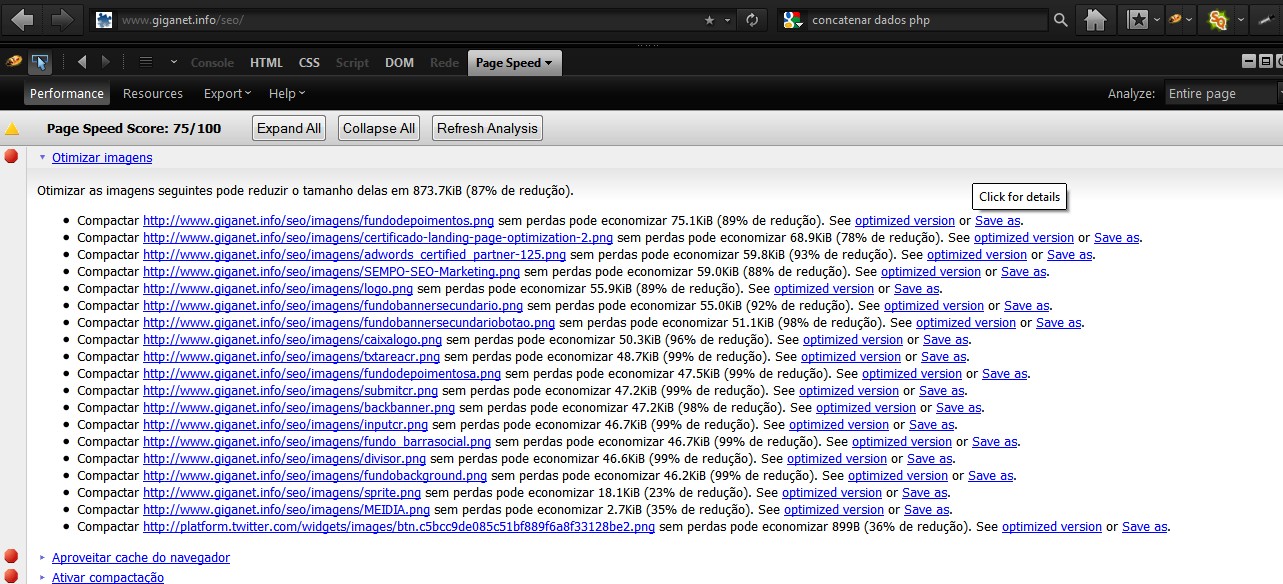 www.giganet.info/seo/ concatenar dados php
Console HTML CSS Script DOM Rede Page Speed
Performance Resources Export Help Analyze: Entire page
Page Speed Score: 75/100 Expand All Collapse All Refresh Analysis
Otimizar imagens
Otimizar as imagens seguintes pode reduzir o tamanho delas em 873.7KiB (87% de redução).
Click for details
• Compactar http://www.giganet.info/seo/imagens/fundodepoimentos.png sem perdas pode economizar 75.1KiB (89% de redução). See optimized version or Save as.
• Compactar http://www.giganet.info/seo/imagens/certificado-landing-page-optimization-2.png sem perdas pode economizar 68.9KiB (78% de redução). See optimized version or Save as.
• Compactar http://www.giganet.info/seo/imagens/adwords_certified_partner-125.png sem perdas pode economizar 59.8KiB (93% de redução). See optimized version or Save as.
• Compactar http://www.giganet.info/seo/imagens/SEMPO-SEO-Marketing.png sem perdas pode economizar 59.0KiB (88% de redução). See optimized version or Save as.
• Compactar http://www.giganet.info/seo/imagens/logo.png sem perdas pode economizar 55.9KiB (89% de redução). See optimized version or Save as.
• Compactar http://www.giganet.info/seo/imagens/fundobannersecundario.png sem perdas pode economizar 55.0KiB (92% de redução). See optimized version or Save as.
• Compactar http://www.giganet.info/seo/imagens/fundobannersecundariobotao.png sem perdas pode economizar 51.1KiB (98% de redução). See optimized version or Save as.
• Compactar http://www.giganet.info/seo/imagens/caixalogo.png sem perdas pode economizar 50.3KiB (96% de redução). See optimized version or Save as.
• Compactar http://www.giganet.info/seo/imagens/txtareacr.png sem perdas pode economizar 48.7KiB (99% de redução). See optimized version or Save as.
• Compactar http://www.giganet.info/seo/imagens/fundodepoimentosa.png sem perdas pode economizar 47.5KiB (99% de redução). See optimized version or Save as.
• Compactar http://www.giganet.info/seo/imagens/submitcr.png sem perdas pode economizar 47.2KiB (99% de redução). See optimized version or Save as.
• Compactar http://www.giganet.info/seo/imagens/backbanner.png sem perdas pode economizar 47.2KiB (98% de redução). See optimized version or Save as.
• Compactar http://www.giganet.info/seo/imagens/inputcr.png sem perdas pode economizar 46.7KiB (99% de redução). See optimized version or Save as.
• Compactar http://www.giganet.info/seo/imagens/fundo_barrasocial.png sem perdas pode economizar 46.7KiB (99% de redução). See optimized version or Save as.
• Compactar http://www.giganet.info/seo/imagens/divisor.png sem perdas pode economizar 46.6KiB (99% de redução). See optimized version or Save as.
• Compactar http://www.giganet.info/seo/imagens/fundobackground.png sem perdas pode economizar 46.2KiB (99% de redução). See optimized version or Save as.
• Compactar http://www.giganet.info/seo/imagens/sprite.png sem perdas pode economizar 18.1KiB (23% de redução). See optimized version or Save as.
• Compactar http://www.giganet.info/seo/imagens/MEIDIA.png sem perdas pode economizar 2.7KiB (35% de redução). See optimized version or Save as.
• Compactar http://platform.twitter.com/widgets/images/btn.c5bcc9de085c51bf889f6a8f33128be2.png sem perdas pode economizar 899B (36% de redução). See optimized version or Save as.
Aproveitar cache do navegador
Ativar compactação